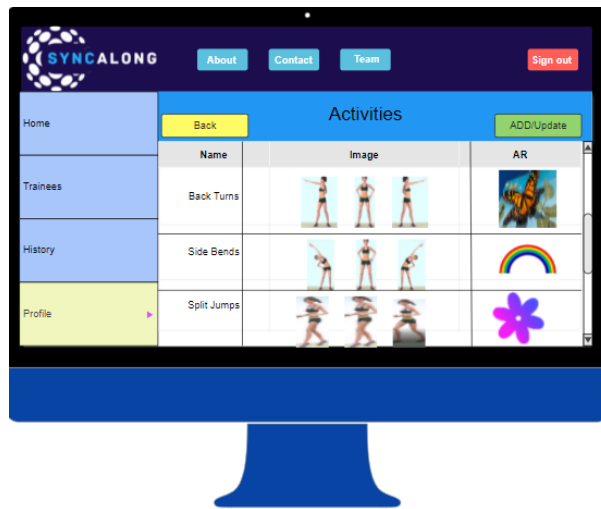 SYNCALONG
About
Contact
Team
Sign out
Home
Trainees
History
Profile
Activities
Back
ADD/Update
Name Image AR
Back Turns
Side Bends
Split Jumps